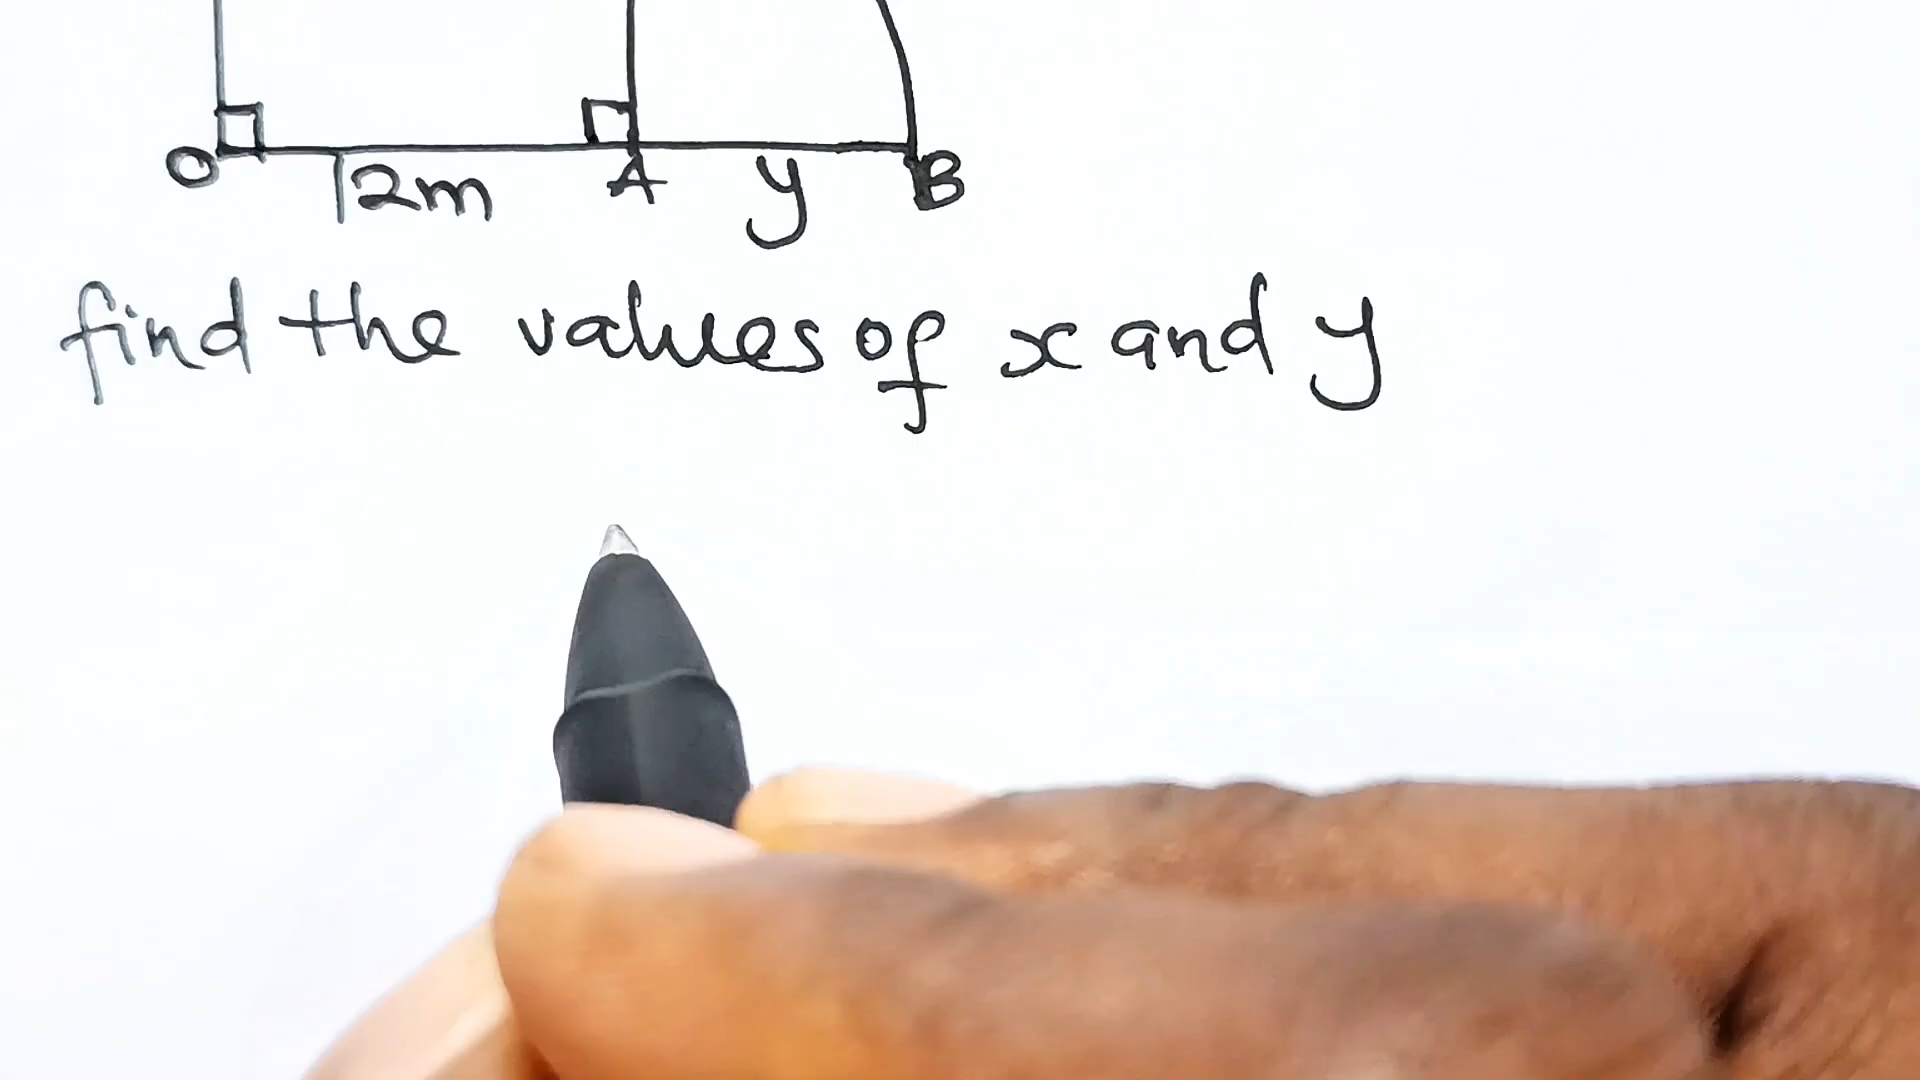 O 12m A y B
find the values of x and y